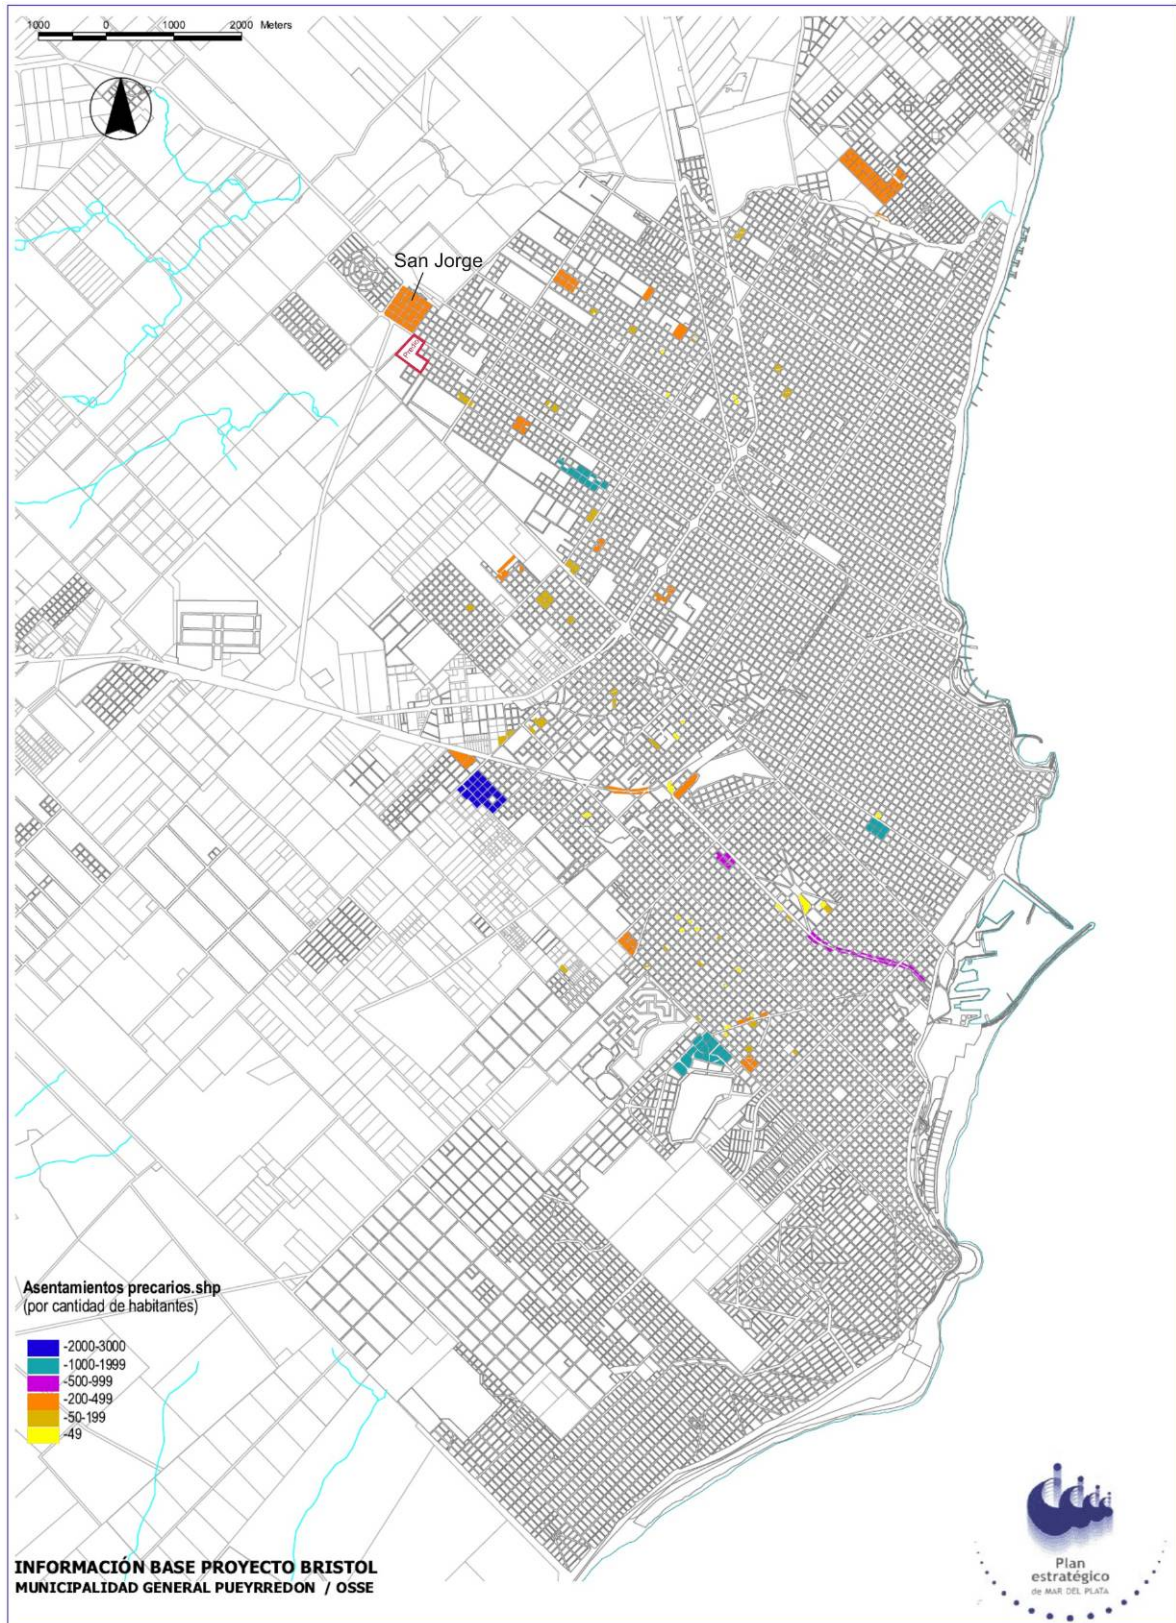 1000 0 1000 2000 Meters
San Jorge
Predio
Asentamientos precarios.shp
(por cantidad de habitantes)
-2000-3000
-1000-1999
-500-999
-200-499
-50-199
-49
INFORMACIÓN BASE PROYECTO BRISTOL
MUNICIPALIDAD GENERAL PUEYRREDON / OSSE
Plan
estratégico
de MAR DEL PLATA